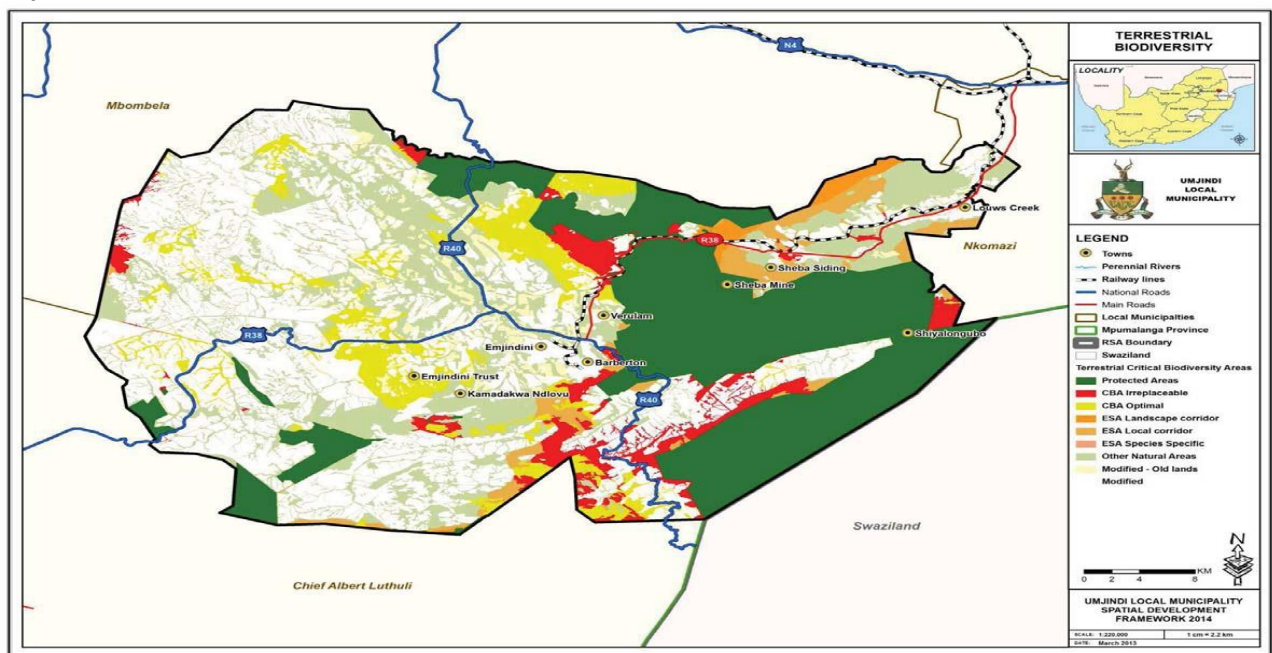 TERRESTRIAL
BIODIVERSITY
LOCALITY
UMJINDI
LOCAL
MUNICIPALITY
LEGEND
Towns
Perennial Rivers
Railway lines
National Roads
Main Roads
Local Municipalties
Mpumalanga Province
RSA Boundary
Swaziland
Terrestrial Critical Biodiversity Areas
Protected Areas
CBA Irreplaceable
CBA Optimal
ESA Landscape corridor
ESA Local corridor
ESA Species Specific
Other Natural Areas
Modified - Old lands
Modified
N
KM
0 2 4 8
UMJINDI LOCAL MUNICIPALITY
SPATIAL DEVELOPMENT
FRAMEWORK 2014
SCALE: 1:220,000 1 cm = 2.2 km
DATE: March 2013
N4
Mbombela
Louws Creek
R40
R38
Nkomazi
Sheba Siding
Sheba Mine
Verulam
Shiyalongubo
R38
Emjindini
Barberton
Emjindini Trust
Kamadakwa Ndlovu
R40
Swaziland
Chief Albert Luthuli